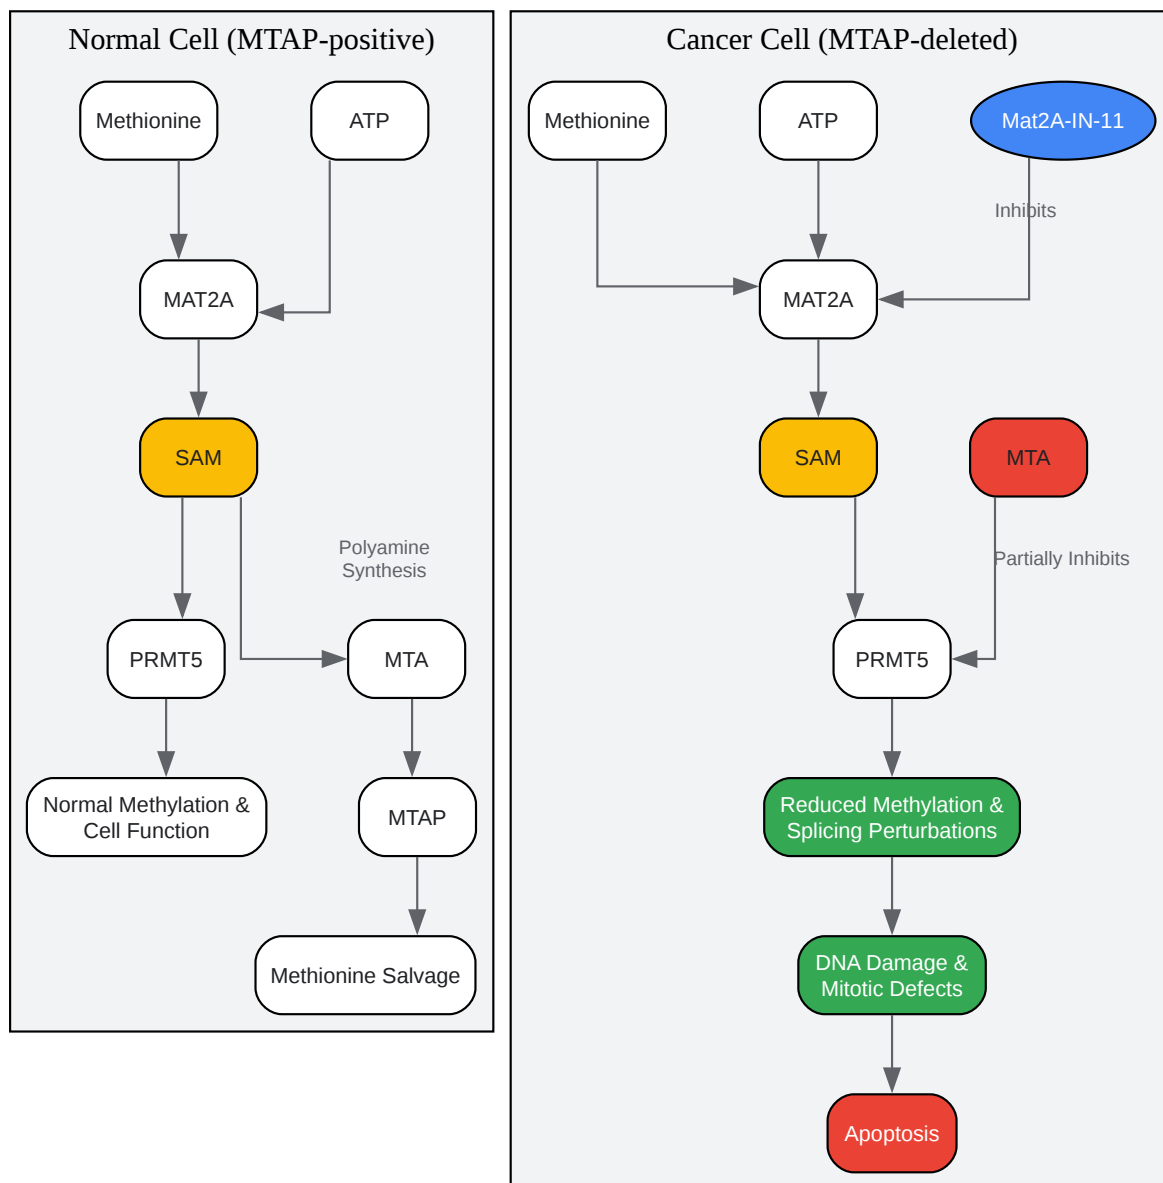 Normal Cell (MTAP-positive)
Methionine
ATP
MAT2A
SAM
Polyamine
Synthesis
PRMT5
MTA
Normal Methylation &
Cell Function
MTAP
Methionine Salvage
Cancer Cell (MTAP-deleted)
Methionine
ATP
Mat2A-IN-11
Inhibits
MAT2A
SAM
MTA
Partially Inhibits
PRMT5
Reduced Methylation &
Splicing Perturbations
DNA Damage &
Mitotic Defects
Apoptosis